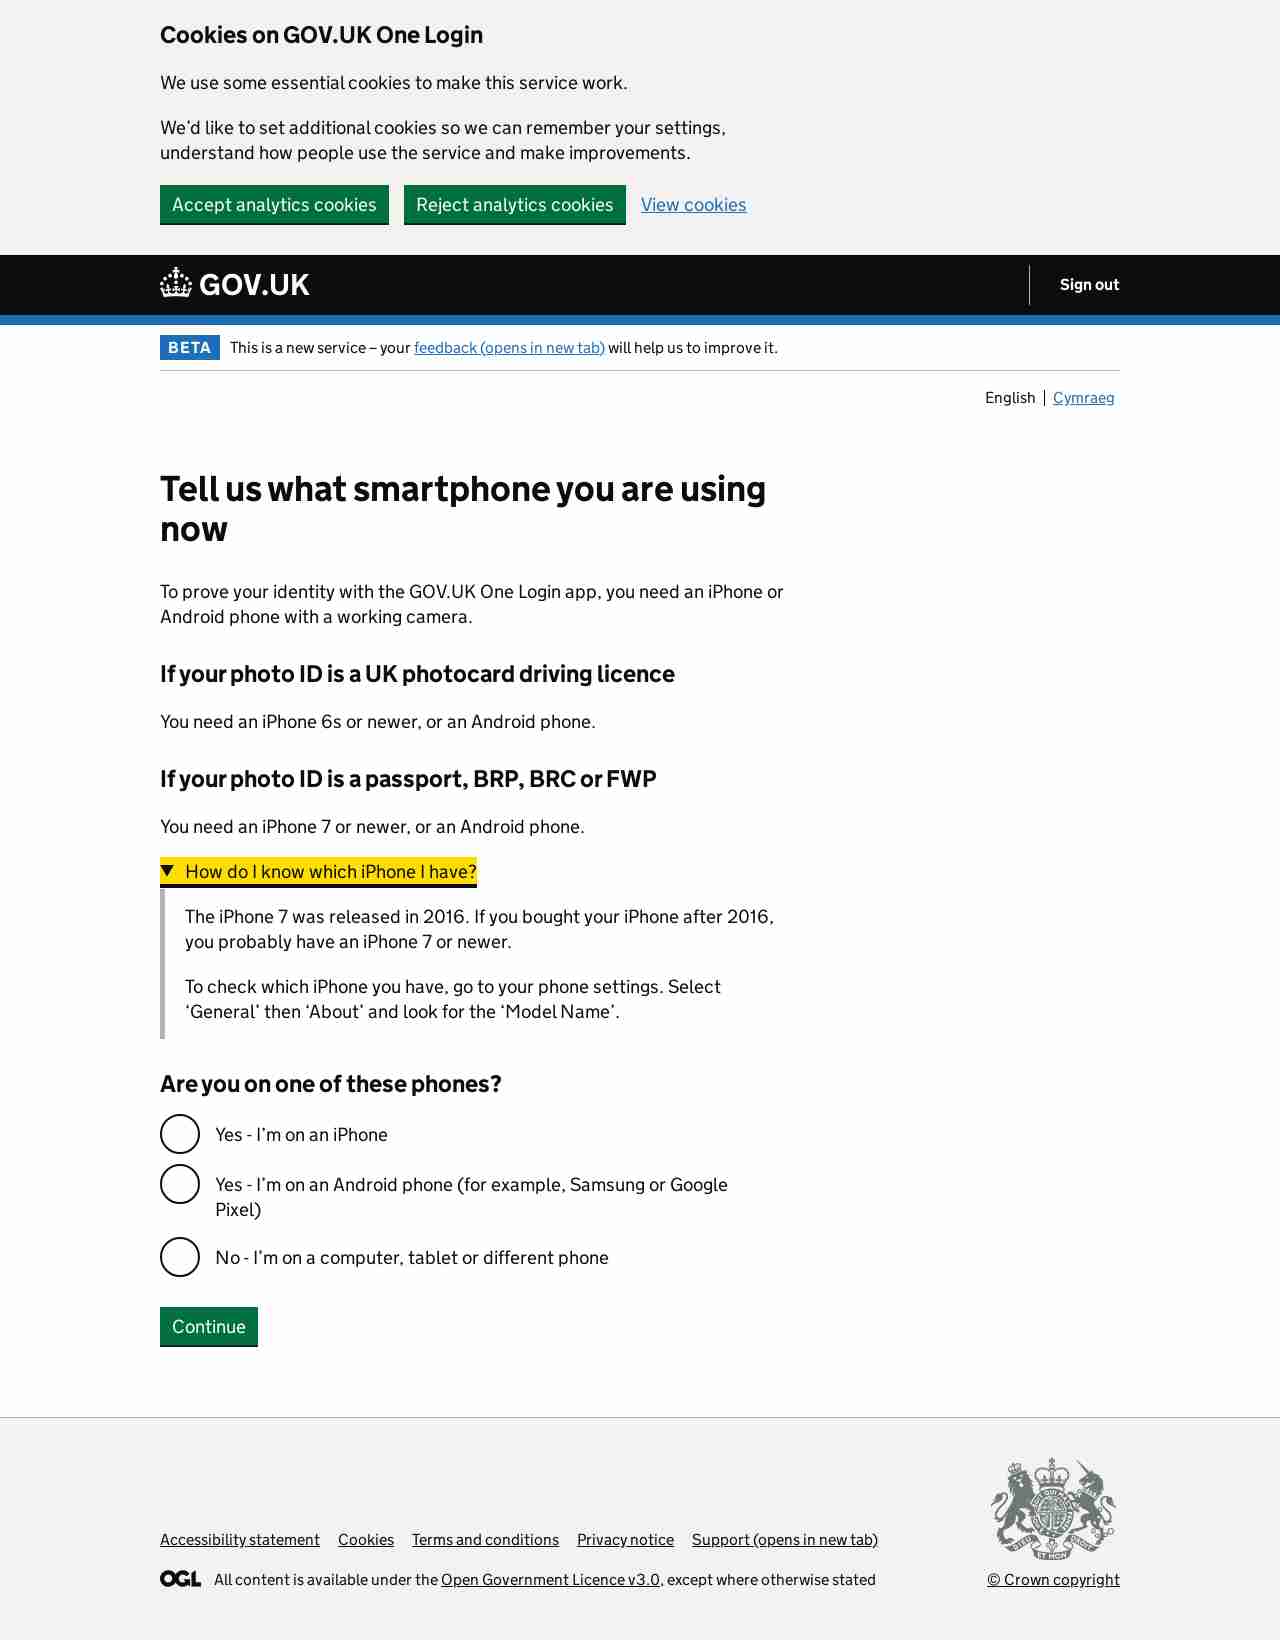 Cookies on GOV.UK One Login
We use some essential cookies to make this service work.
We’d like to set additional cookies so we can remember your settings,
understand how people use the service and make improvements.
Accept analytics cookies Reject analytics cookies View cookies
GOV.UK Sign out
BETA This is a new service – your feedback (opens in new tab) will help us to improve it.
English Cymraeg
Tell us what smartphone you are using
now
To prove your identity with the GOV.UK One Login app, you need an iPhone or
Android phone with a working camera.
If your photo ID is a UK photocard driving licence
You need an iPhone 6s or newer, or an Android phone.
If your photo ID is a passport, BRP, BRC or FWP
You need an iPhone 7 or newer, or an Android phone.
How do I know which iPhone I have?
The iPhone 7 was released in 2016. If you bought your iPhone after 2016,
you probably have an iPhone 7 or newer.
To check which iPhone you have, go to your phone settings. Select
‘General’ then ‘About’ and look for the ‘Model Name’.
Are you on one of these phones?
Yes - I’m on an iPhone
Yes - I’m on an Android phone (for example, Samsung or Google
Pixel)
No - I’m on a computer, tablet or different phone
Continue
Accessibility statement Cookies Terms and conditions Privacy notice Support (opens in new tab)
OGL All content is available under the Open Government Licence v3.0, except where otherwise stated
© Crown copyright